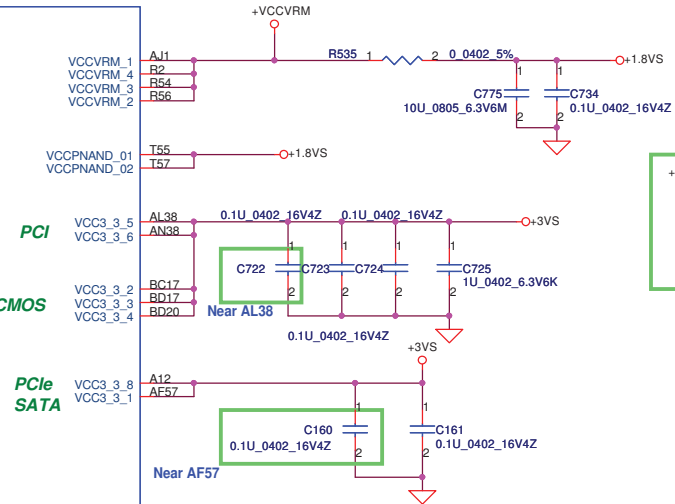 +VCCVRM
VCCVRM_1 AJ1 R535 1 2 0_0402_5% +1.8VS
VCCVRM_4 R2
VCCVRM_3 R54
VCCVRM_2 R56
1 1
C775 C734
10U_0805_6.3V6M 0.1U_0402_16V4Z
2 2
VCCPNAND_01 T55 +1.8VS
VCCPNAND_02 T57
+
PCI
VCC3_3_5 AL38 0.1U_0402_16V4Z 0.1U_0402_16V4Z +3VS
VCC3_3_6 AN38
1 1 1 1
C722 C723 C724 C725
1U_0402_6.3V6K
2 2 2 2
CMOS
VCC3_3_2 BC17
VCC3_3_3 BD17
VCC3_3_4 BD20
Near AL38
0.1U_0402_16V4Z
+3VS
PCIe
SATA
VCC3_3_8 A12
VCC3_3_1 AF57
1 1
C160 C161
0.1U_0402_16V4Z 0.1U_0402_16V4Z
2 2
Near AF57